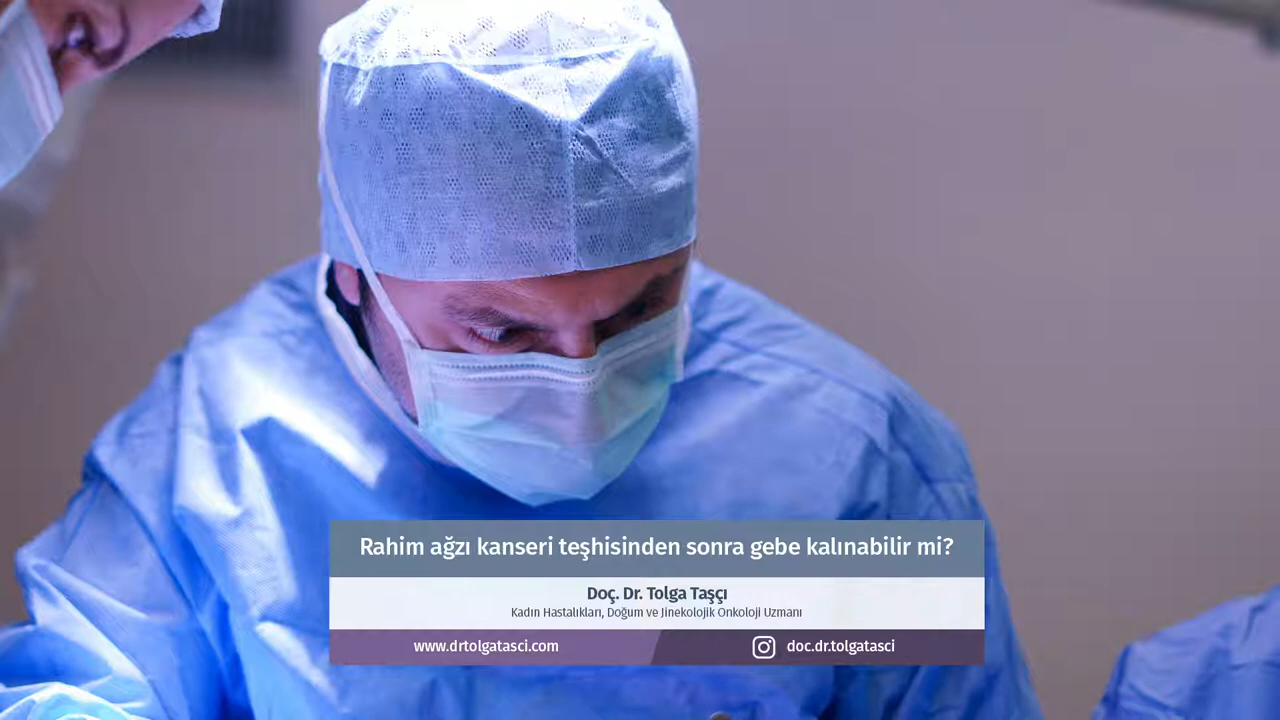 Rahim ağzı kanseri teşhisinden sonra gebe kalınabilir mi?
Doç. Dr. Tolga Taşçı
Kadın Hastalıkları, Doğum ve Jinekolojik Onkoloji Uzmanı
www.drtolgatasci.com
doc.dr.tolgatasci